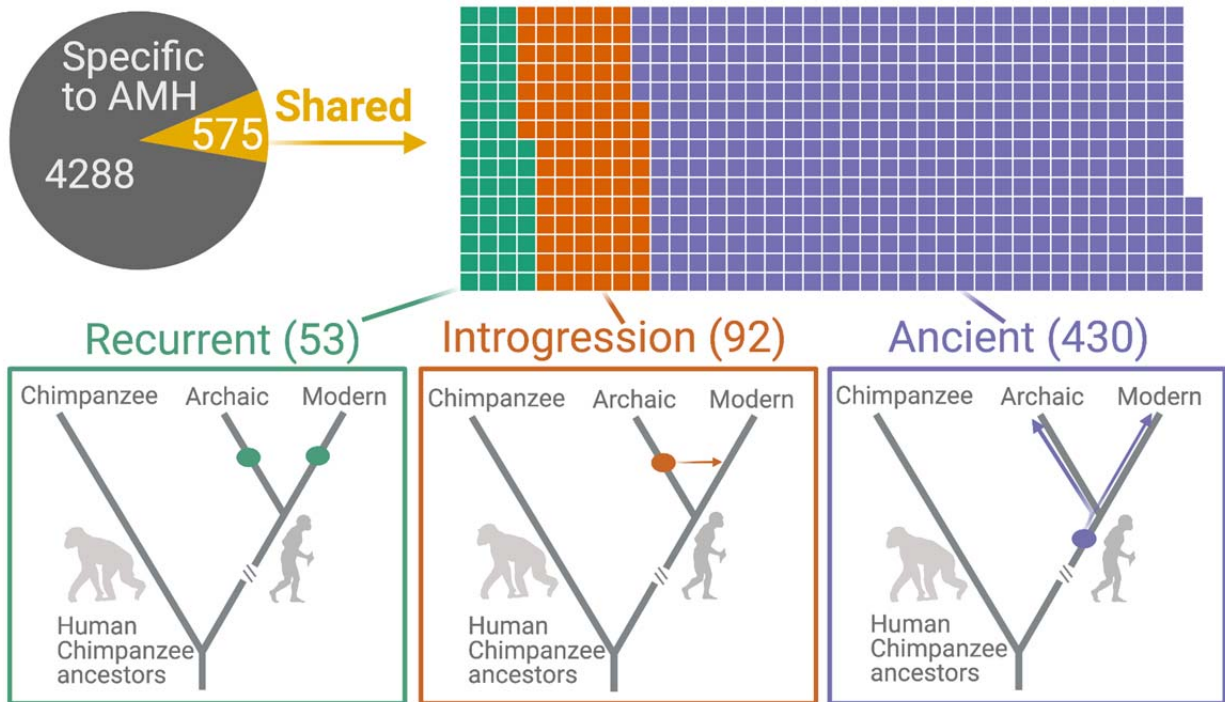 Specific
to AMH
575
4288
Shared
Recurrent (53)
Introgression (92)
Ancient (430)
Chimpanzee Archaic Modern
Human
Chimpanzee
ancestors
Chimpanzee Archaic Modern
Human
Chimpanzee
ancestors
Chimpanzee Archaic Modern
Human
Chimpanzee
ancestors